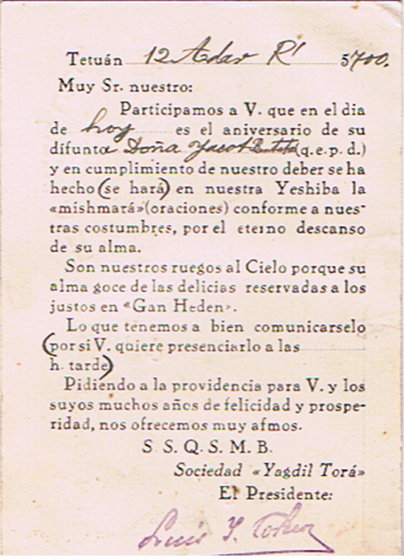 Tetuán 12 Adar R' 5700.
Muy Sr. nuestro:
Participamos a V. que en el dia
de hoy es el aniversario de su
difunta Doña (q.e.p.d.)
y en cumplimiento de nuestro deber se ha
hecho (se hará) en nuestra Yeshiba la
«mishmará» (oraciones) conforme a nues-
tras costumbres, por el eterno descanso
de su alma.
Son nuestros ruegos al Cielo porque su
alma goce de las delicias reservadas a los
justos en «Gan Heden».
Lo que tenemos a bien comunicarselo
(por si V. quiere presenciarlo a las
h. tarde)
Pidiendo a la providencia para V. y los
suyos muchos años de felicidad y prospe-
ridad, nos ofrecemos muy afmos.
S S. Q. S. M. B.
Sociedad «Yagdil Torá»
El Presidente: